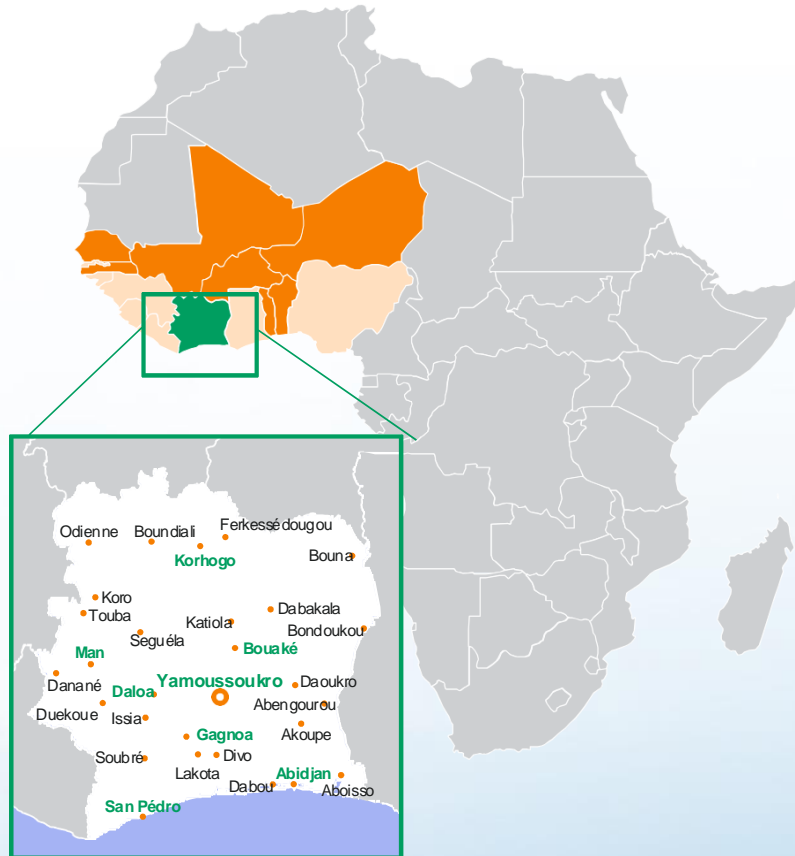 Ferkessédougou
Odienne
Boundiali
Korhogo
Bouna
Koro
Touba
Dabakala
Katiola
Bondoukou
Seguéla
Man
Bouaké
Danané
Yamoussoukro
Daloa
Daoukro
Duekoue
Abengourou
Issia
Gagnoa
Akoupe
Soubré
Divo
Lakota
Abidjan
Dabou
Aboisso
San Pédro